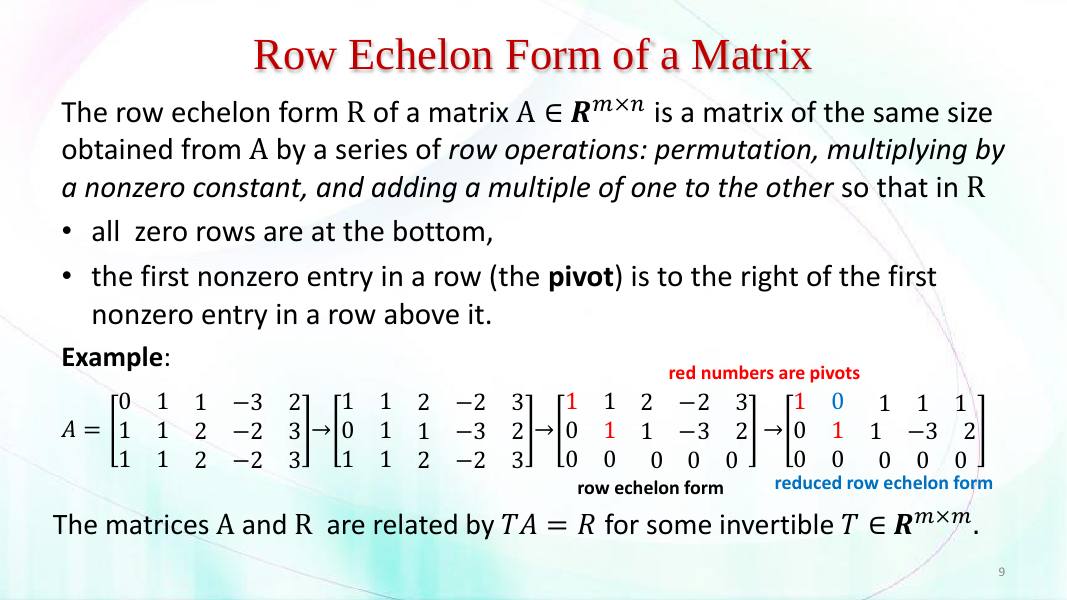 Row Echelon Form of a Matrix
The row echelon form R of a matrix A ∈ 𝑹^{m×n} is a matrix of the same size
obtained from A by a series of row operations: permutation, multiplying by
a nonzero constant, and adding a multiple of one to the other so that in R
• all zero rows are at the bottom,
• the first nonzero entry in a row (the pivot) is to the right of the first
nonzero entry in a row above it.
Example:
red numbers are pivots
[0 1 1 −3 2] [1 1 2 −2 3] [1 1 2 −2 3] [1 0 1 1 1]
A = [1 1 2 −2 3] → [0 1 1 −3 2] → [0 1 1 −3 2] → [0 1 1 −3 2]
[1 1 2 −2 3] [1 1 2 −2 3] [0 0 0 0 0] [0 0 0 0 0]
row echelon form reduced row echelon form
The matrices A and R are related by TA = R for some invertible T ∈ 𝑹^{m×m}.
9